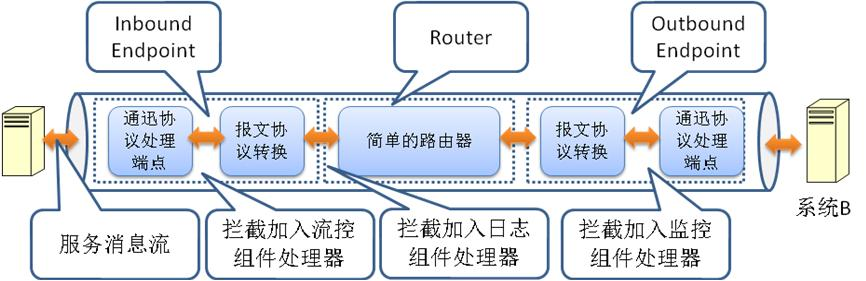 Inbound
Endpoint
Router
Outbound
Endpoint
通迅协
议处理
端点
报文协
议转换
简单的路由器
报文协
议转换
通迅协
议处理
端点
系统B
服务消息流
拦截加入流控
组件处理器
拦截加入日志
组件处理器
拦截加入监控
组件处理器